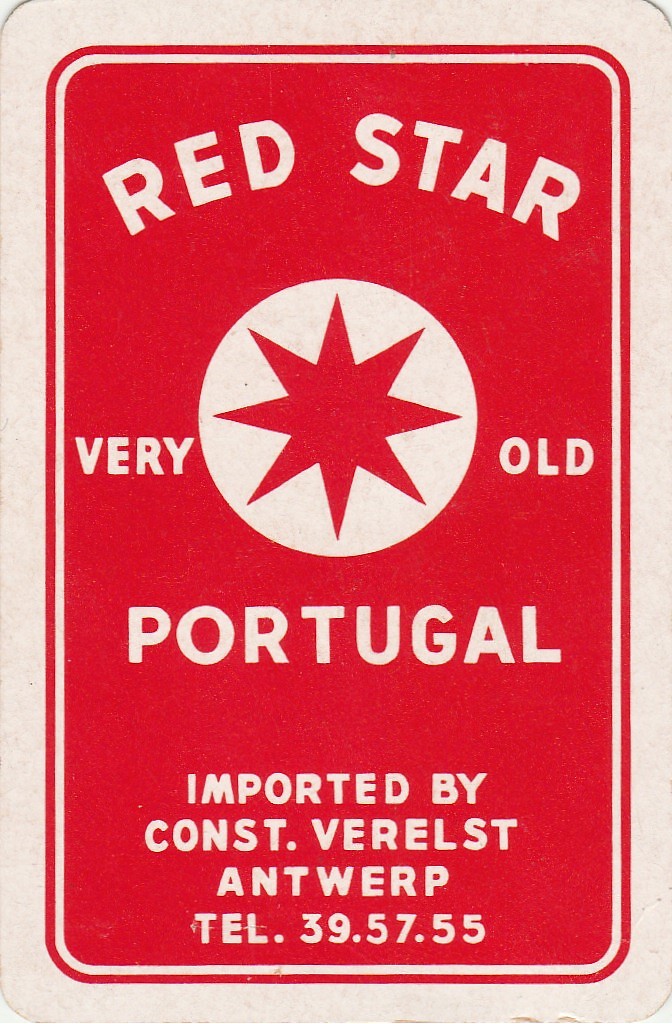 RED STAR
VERY OLD
PORTUGAL
IMPORTED BY
CONST. VERELST
ANTWERP
TEL. 39.57.55